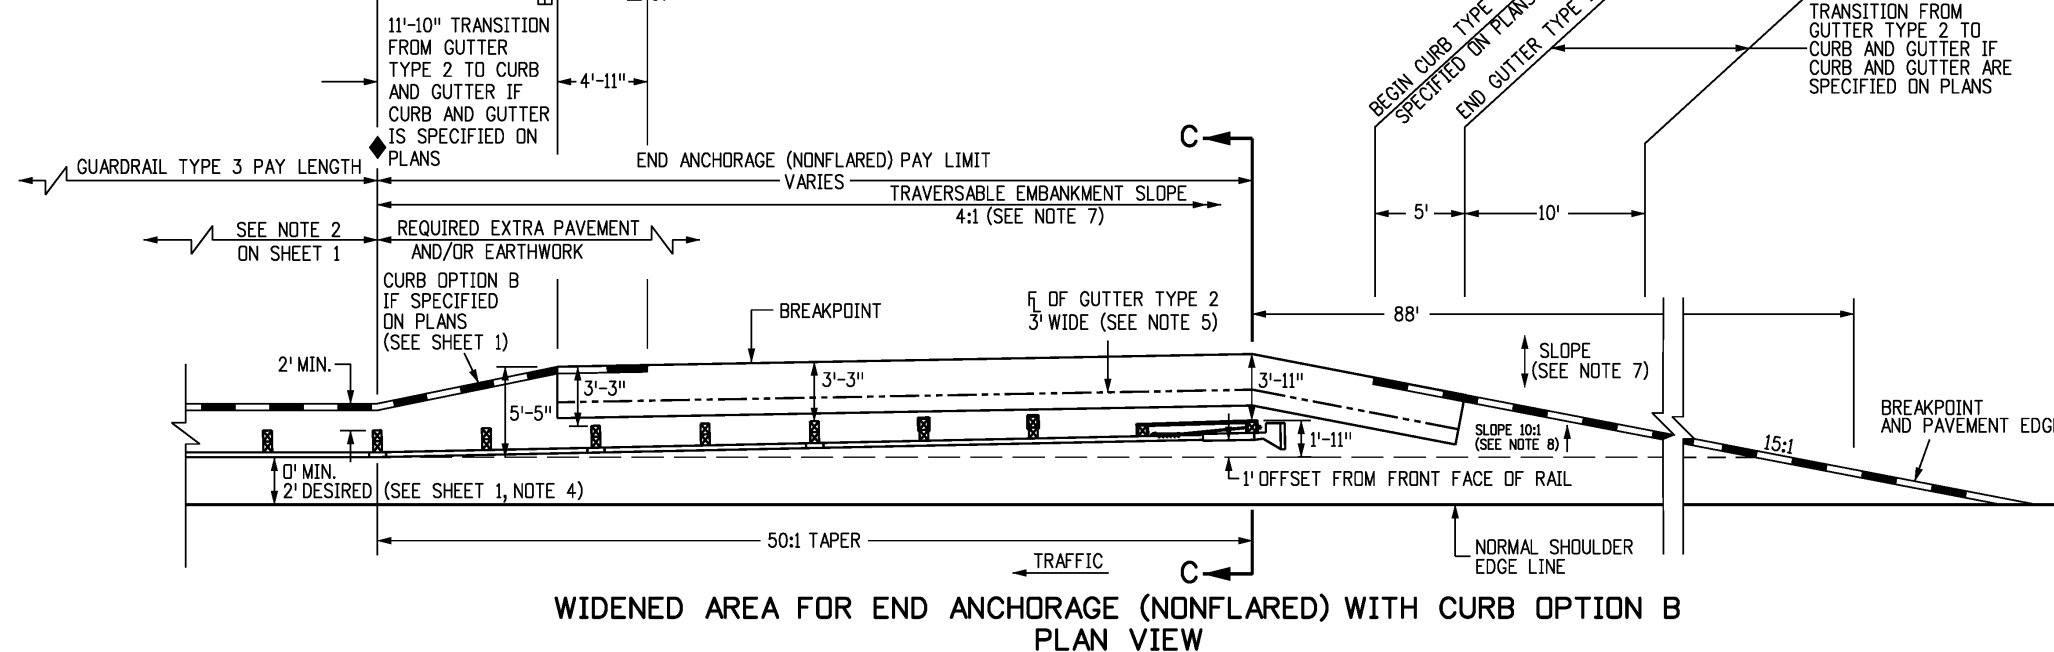 11'-10" TRANSITION
FROM GUTTER
TYPE 2 TO CURB
AND GUTTER IF
CURB AND GUTTER
IS SPECIFIED ON
PLANS
4'-11"
BEGIN CURB TYPE
SPECIFIED ON PLANS
END GUTTER TYPE
TRANSITION FROM
GUTTER TYPE 2 TO
CURB AND GUTTER IF
CURB AND GUTTER ARE
SPECIFIED ON PLANS
C
GUARDRAIL TYPE 3 PAY LENGTH
END ANCHORAGE (NONFLARED) PAY LIMIT
VARIES
TRAVERSABLE EMBANKMENT SLOPE
4:1 (SEE NOTE 7)
5'
10'
SEE NOTE 2
ON SHEET 1
REQUIRED EXTRA PAVEMENT
AND/OR EARTHWORK
CURB OPTION B
IF SPECIFIED
ON PLANS
(SEE SHEET 1)
BREAKPOINT
FL OF GUTTER TYPE 2
3' WIDE (SEE NOTE 5)
88'
SLOPE
(SEE NOTE 7)
2' MIN.
3'-3"
5'-5"
3'-3"
3'-11"
BREAKPOINT
AND PAVEMENT EDGE
SLOPE 10:1
(SEE NOTE 8)
15:1
1'-11"
0' MIN.
2' DESIRED (SEE SHEET 1, NOTE 4)
1' OFFSET FROM FRONT FACE OF RAIL
50:1 TAPER
TRAFFIC
C
NORMAL SHOULDER
EDGE LINE
WIDENED AREA FOR END ANCHORAGE (NONFLARED) WITH CURB OPTION B
PLAN VIEW